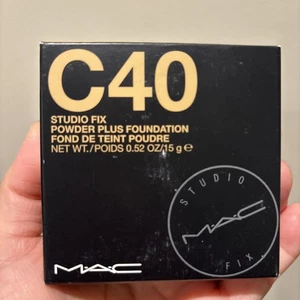 C40
STUDIO FIX
POWDER PLUS FOUNDATION
FOND DE TEINT POUDRE
NET WT./POIDS 0.52 OZ/15 g ℮
STUDIO
MAC
FIX
MAC